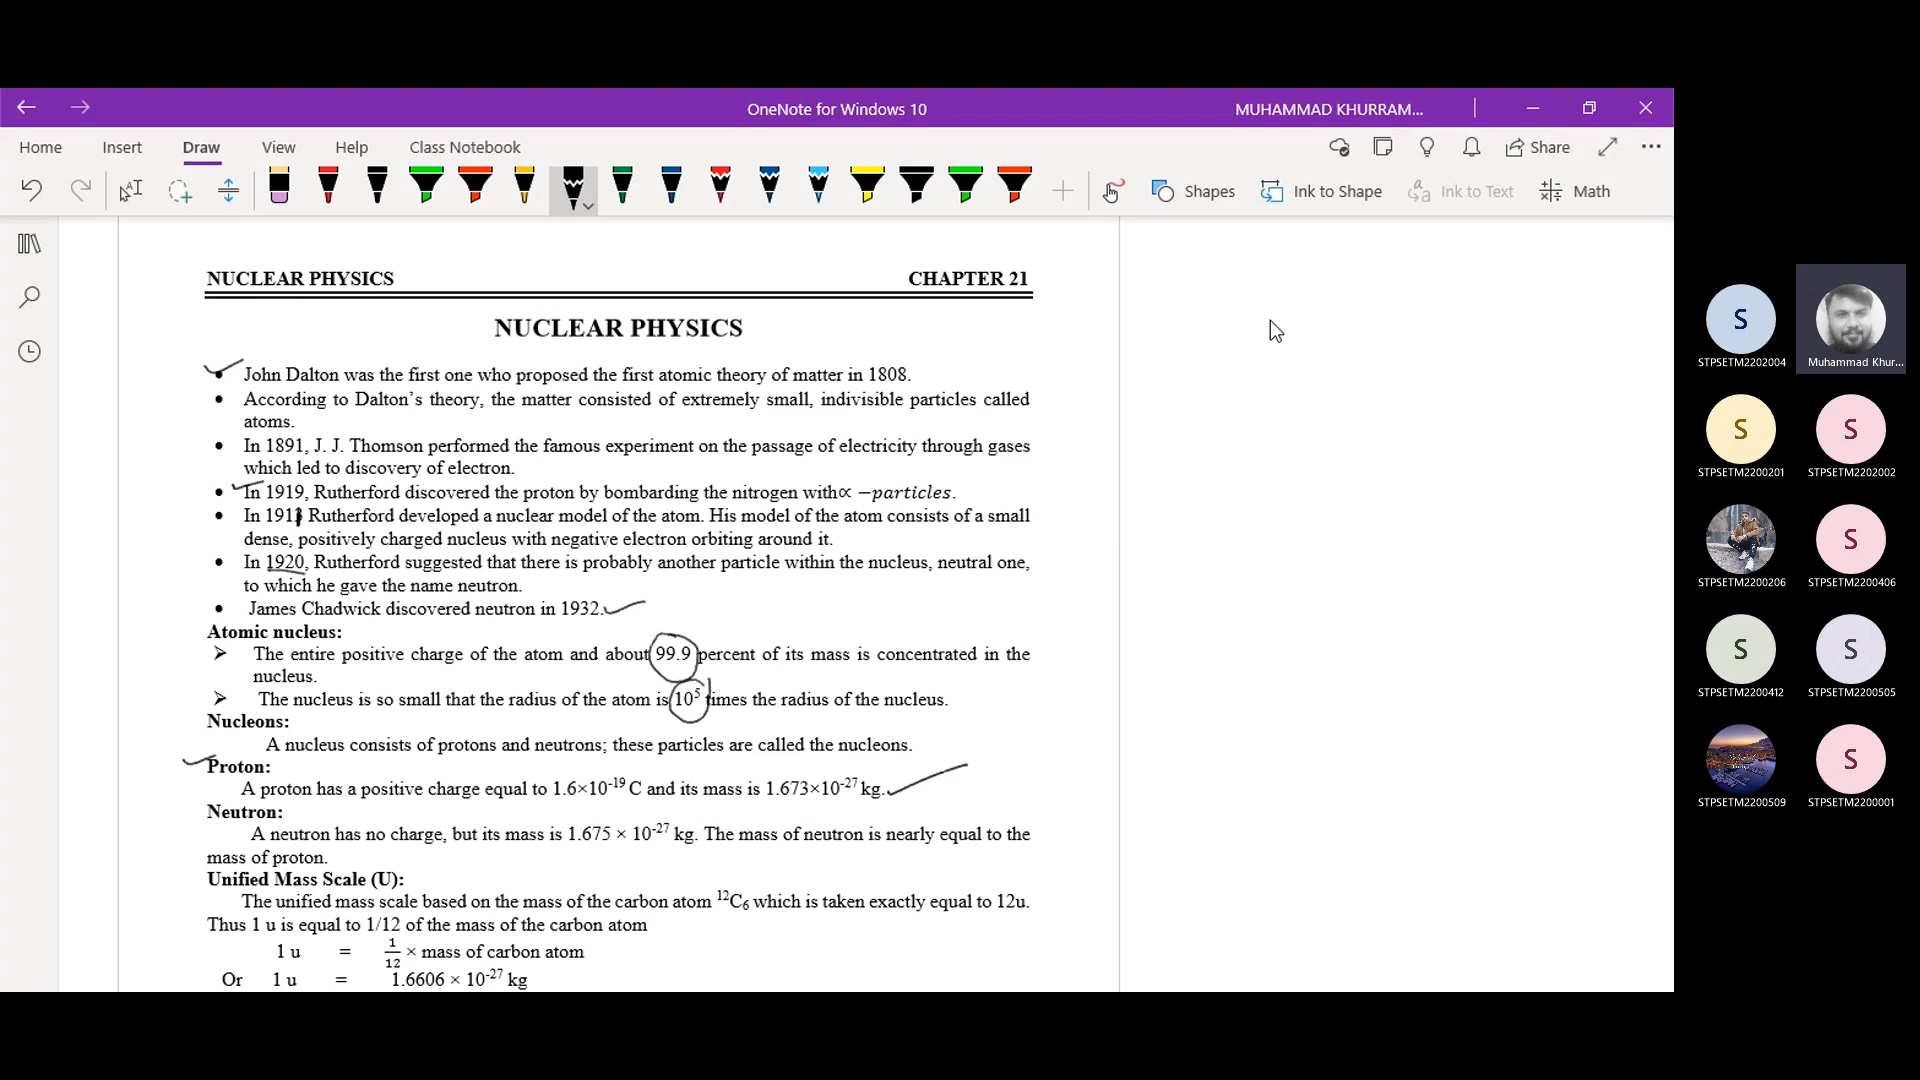 OneNote for Windows 10
MUHAMMAD KHURRAM...
Home Insert Draw View Help Class Notebook
Share
Shapes Ink to Shape Ink to Text Math
NUCLEAR PHYSICS CHAPTER 21
NUCLEAR PHYSICS
• John Dalton was the first one who proposed the first atomic theory of matter in 1808.
• According to Dalton's theory, the matter consisted of extremely small, indivisible particles called
atoms.
• In 1891, J. J. Thomson performed the famous experiment on the passage of electricity through gases
which led to discovery of electron.
• In 1919, Rutherford discovered the proton by bombarding the nitrogen with∝ −particles.
• In Rutherford developed a nuclear model of the atom. His model of the atom consists of a small
dense, positively charged nucleus with negative electron orbiting around it.
• In 1920, Rutherford suggested that there is probably another particle within the nucleus, neutral one,
to which he gave the name neutron.
• James Chadwick discovered neutron in 1932.
Atomic nucleus:
➢ The entire positive charge of the atom and about 99.9 percent of its mass is concentrated in the
nucleus.
➢ The nucleus is so small that the radius of the atom is 10⁵ times the radius of the nucleus.
Nucleons:
A nucleus consists of protons and neutrons; these particles are called the nucleons.
Proton:
A proton has a positive charge equal to 1.6×10⁻¹⁹ C and its mass is 1.673×10⁻²⁷ kg.
Neutron:
A neutron has no charge, but its mass is 1.675 × 10⁻²⁷ kg. The mass of neutron is nearly equal to the
mass of proton.
Unified Mass Scale (U):
The unified mass scale based on the mass of the carbon atom ¹²C₆ which is taken exactly equal to 12u.
Thus 1 u is equal to 1/12 of the mass of the carbon atom
1 u = 1/12 × mass of carbon atom
Or 1 u = 1.6606 × 10⁻²⁷ kg
S
STPSETM2202004 Muhammad Khur...
S S
STPSETM2200201 STPSETM2202002
S
STPSETM2200206 STPSETM2200406
S S
STPSETM2200412 STPSETM2200505
S
STPSETM2200509 STPSETM2200001